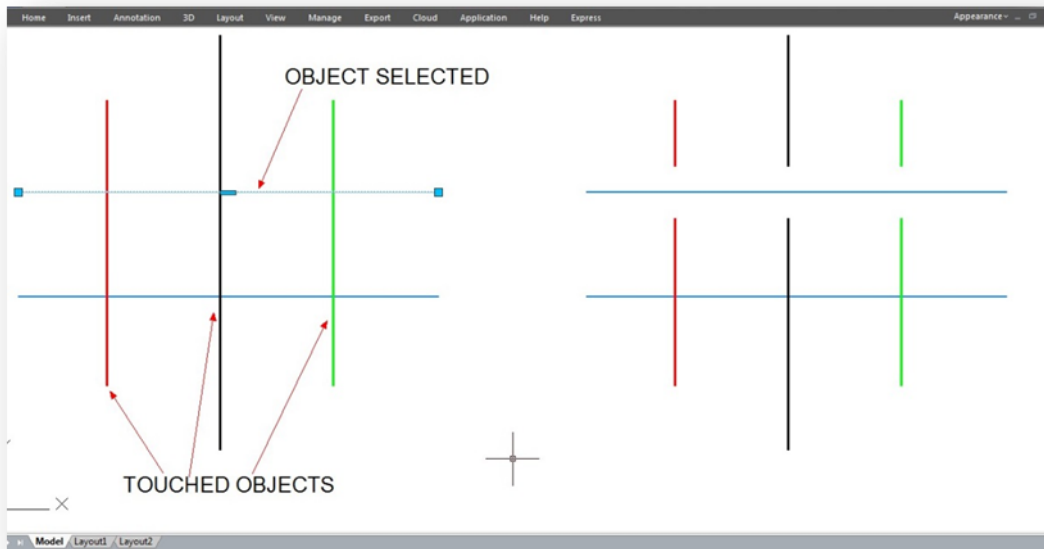 Home Insert Annotation 3D Layout View Manage Export Cloud Application Help Express Appearance
OBJECT SELECTED
TOUCHED OBJECTS
Model Layout1 Layout2